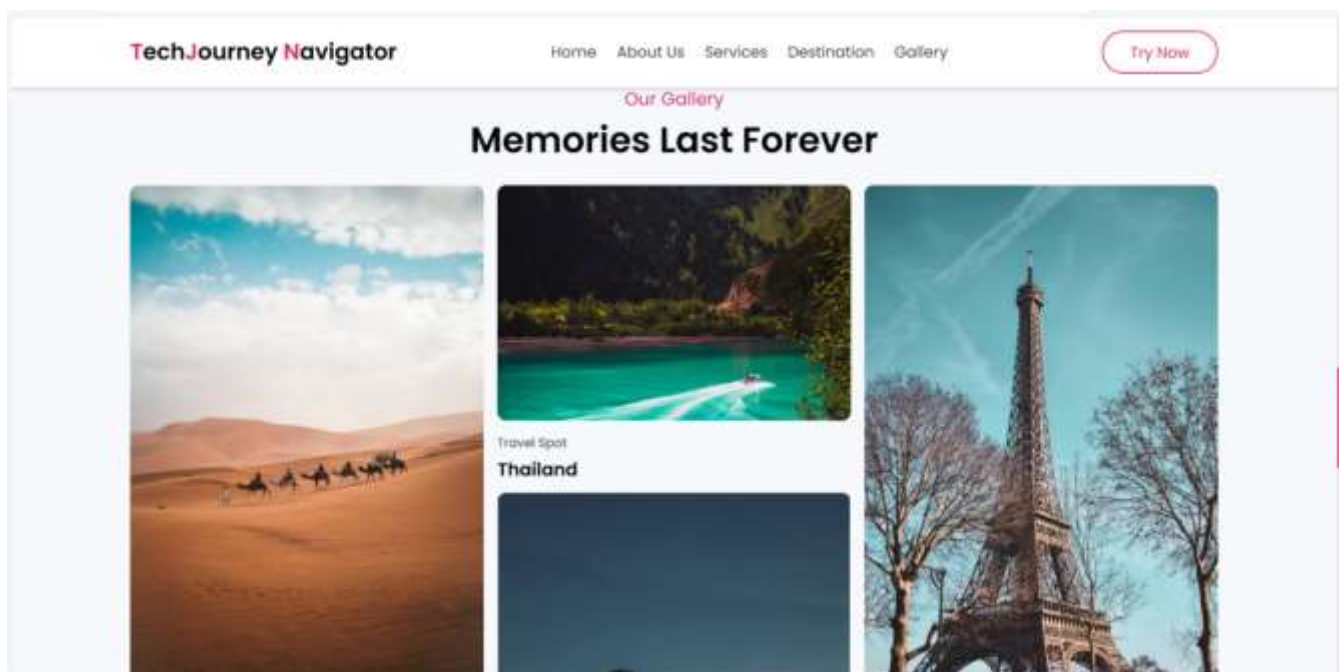 TechJourney Navigator
Home About Us Services Destination Gallery
Try Now
Our Gallery
Memories Last Forever
Travel Spot
Thailand